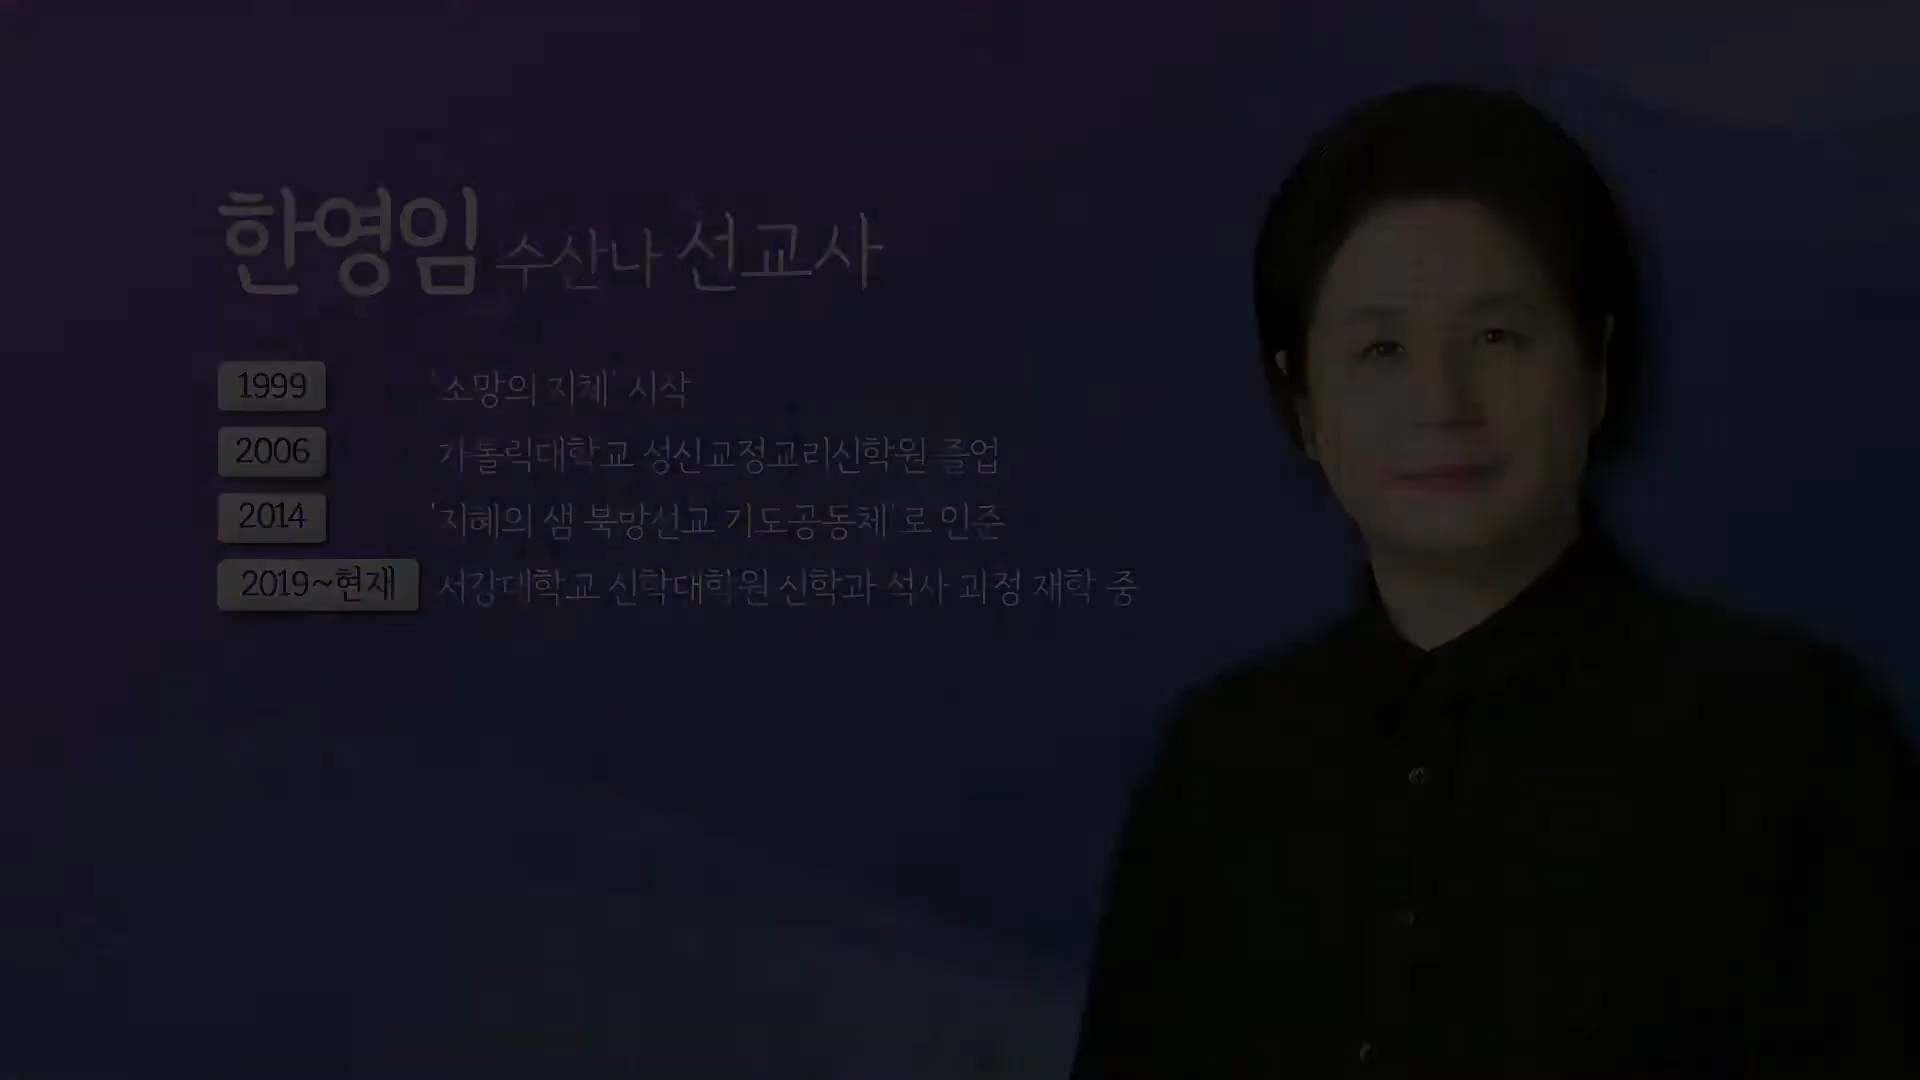 한영임 수산나 선교사
1999 '소망의 지체' 시작
2006 가톨릭대학교 성신교정교리신학원 졸업
2014 '지혜의 샘 북방선교 기도공동체'로 인준
2019~현재 서강대학교 신학대학원 신학과 석사 과정 재학 중